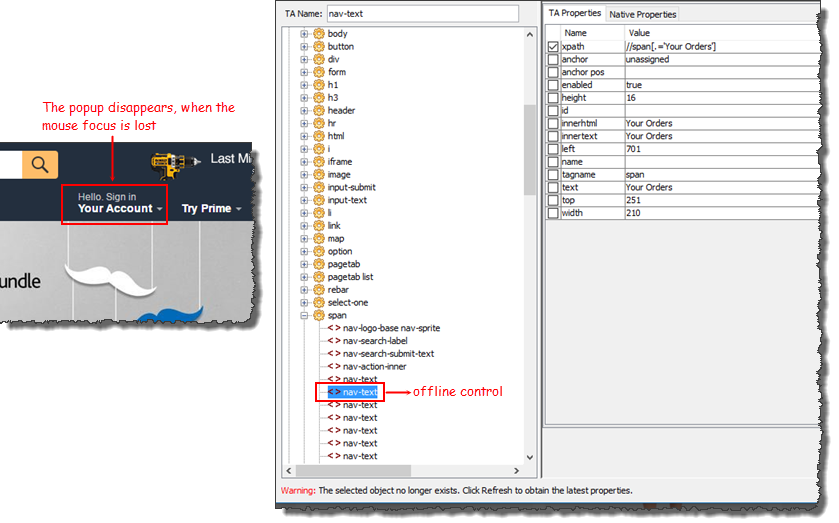 The popup disappears, when the
mouse focus is lost
Last Mi
Hello. Sign in
Your Account
Try Prime
undle
TA Name:
nav-text
body
button
div
form
h1
h3
header
hr
html
i
iframe
image
input-submit
input-text
li
link
map
option
pagetab
pagetab list
rebar
select-one
span
<> nav-logo-base nav-sprite
<> nav-search-label
<> nav-search-submit-text
<> nav-action-inner
<> nav-text
<> nav-text
offline control
<> nav-text
<> nav-text
<> nav-text
<> nav-text
<> nav-text
TA Properties Native Properties
Name Value
xpath //span[.='Your Orders']
anchor unassigned
anchor pos
enabled true
height 16
id
innerhtml Your Orders
innertext Your Orders
left 701
name
tagname span
text Your Orders
top 251
width 210
Warning: The selected object no longer exists. Click Refresh to obtain the latest properties.